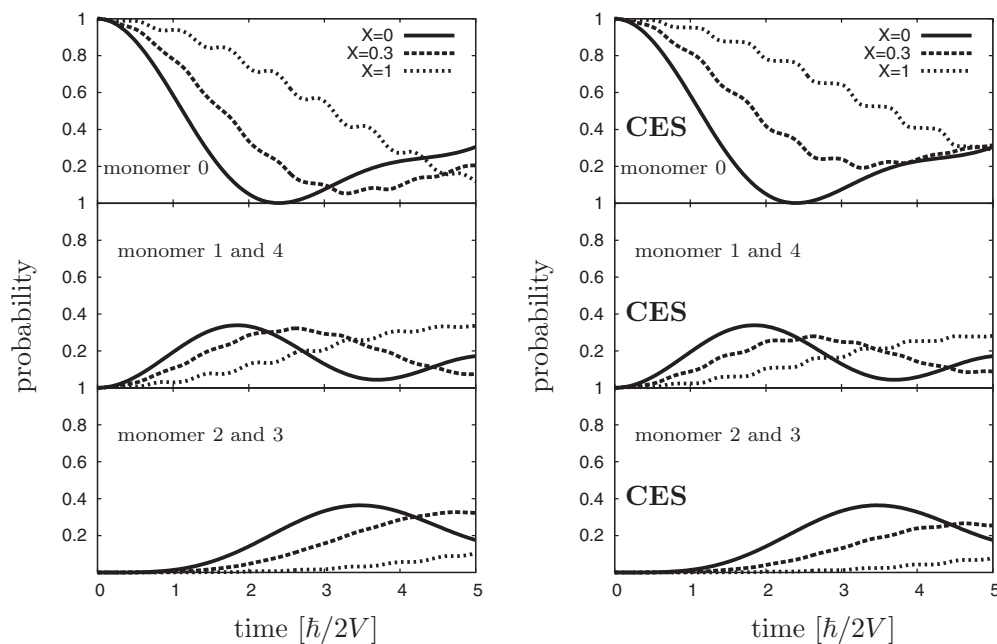 1
0.8
0.6
0.4
0.2
X=0
X=0.3
X=1
monomer 0
1
0.8
0.6
0.4
0.2
monomer 1 and 4
1
0.8
0.6
0.4
0.2
monomer 2 and 3
0 1 2 3 4 5
time [ħ/2V]
probability
1
0.8
0.6
0.4
0.2
X=0
X=0.3
X=1
CES
monomer 0
1
0.8
0.6
0.4
0.2
monomer 1 and 4
CES
1
0.8
0.6
0.4
0.2
monomer 2 and 3
CES
0 1 2 3 4 5
time [ħ/2V]
probability